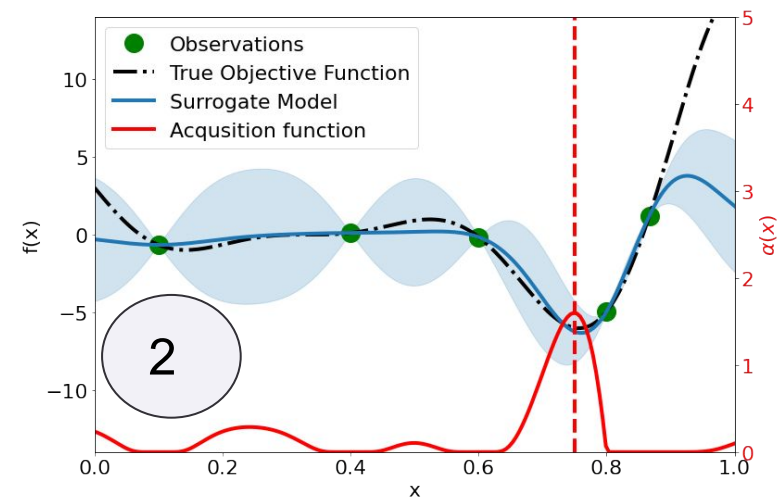 Observations
True Objective Function
Surrogate Model
Acqusition function
10
5
0
−5
−10
f(x)
5
4
3
2
1
0
α(x)
2
0.0 0.2 0.4 0.6 0.8 1.0
x